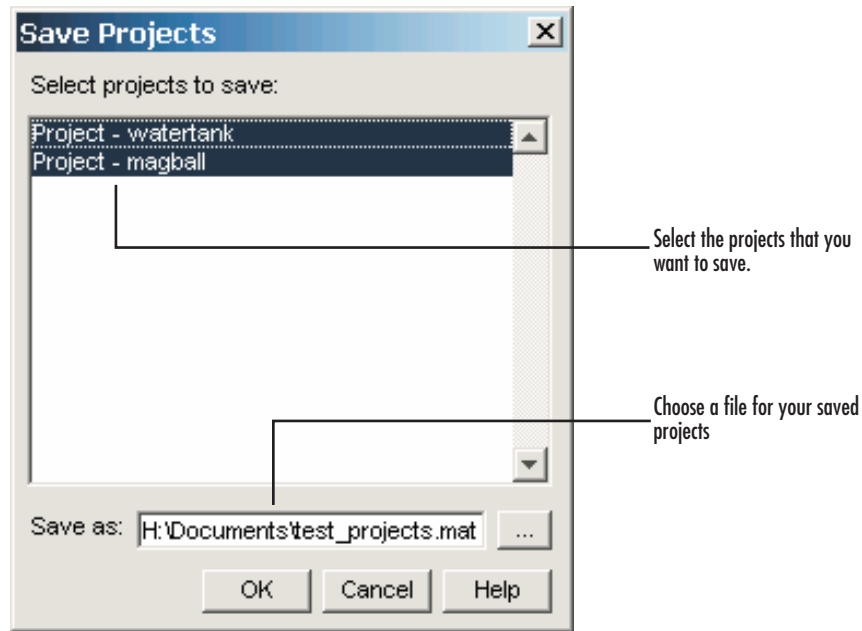 Save Projects
Select projects to save:
Project - watertank
Project - magball
Select the projects that you
want to save.
Choose a file for your saved
projects
Save as: H:\Documents\test_projects.mat ...
OK Cancel Help